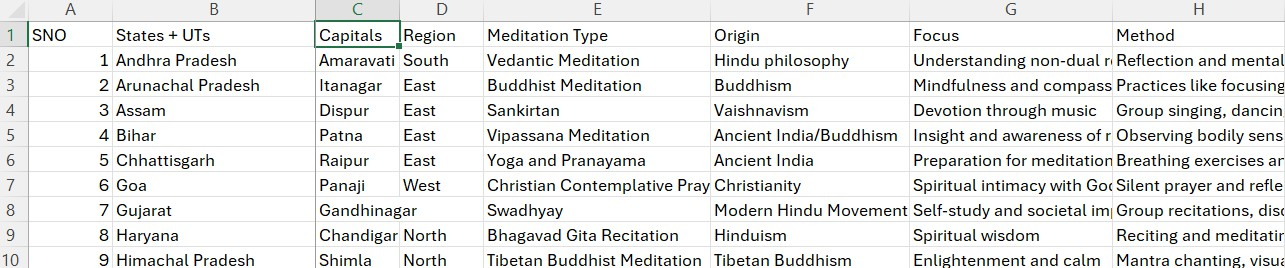 A B C D E F G H
1 SNO States + UTs Capitals Region Meditation Type Origin Focus Method
2 1 Andhra Pradesh Amaravati South Vedantic Meditation Hindu philosophy Understanding non-dual r Reflection and mental
3 2 Arunachal Pradesh Itanagar East Buddhist Meditation Buddhism Mindfulness and compass Practices like focusing
4 3 Assam Dispur East Sankirtan Vaishnavism Devotion through music Group singing, dancin
5 4 Bihar Patna East Vipassana Meditation Ancient India/Buddhism Insight and awareness of r Observing bodily sens
6 5 Chhattisgarh Raipur East Yoga and Pranayama Ancient India Preparation for meditation Breathing exercises ar
7 6 Goa Panaji West Christian Contemplative Pray Christianity Spiritual intimacy with Goo Silent prayer and refle
8 7 Gujarat Gandhinagar Swadhyay Modern Hindu Movement Self-study and societal im Group recitations, disc
9 8 Haryana Chandigar North Bhagavad Gita Recitation Hinduism Spiritual wisdom Reciting and meditatir
10 9 Himachal Pradesh Shimla North Tibetan Buddhist Meditation Tibetan Buddhism Enlightenment and calm Mantra chanting, visua